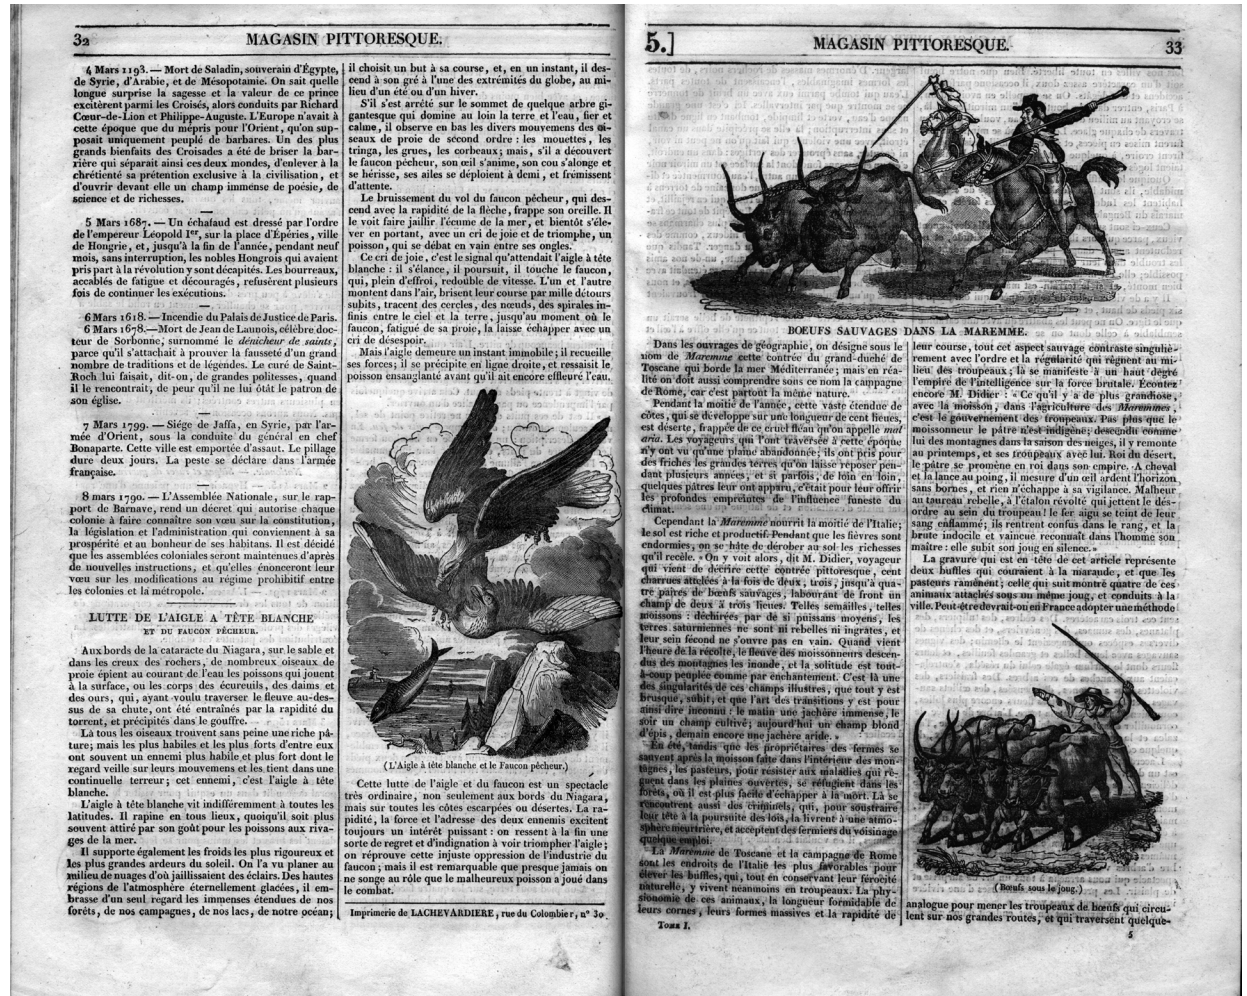 32
MAGASIN PITTORESQUE.
4 Mars 1193. — Mort de Saladin, souverain d'Égypte,
de Syrie, d'Arabie, et de Mésopotamie. On sait quelle
longue surprise la sagesse et la valeur de ce prince
excitèrent parmi les Croisés, alors conduits par Richard
Cœur-de-Lion et Philippe-Auguste. L'Europe n'avait à
cette époque que du mépris pour l'Orient, qu'on sup-
posait uniquement peuplé de barbares. Un des plus
grands bienfaits des Croisades a été de briser la bar-
rière qui séparait ainsi ces deux mondes, d'enlever à la
chrétienté sa prétention exclusive à la civilisation, et
d'ouvrir devant elle un champ immense de poésie, de
science et de richesses.
5 Mars 1687. — Un échafaud est dressé par l'ordre
de l'empereur Léopold Ier, sur la place d'Épéries, ville
de Hongrie, et, jusqu'à la fin de l'année, pendant neuf
mois, sans interruption, les nobles Hongrois qui avaient
pris part à la révolution y sont décapités. Les bourreaux,
accablés de fatigue et découragés, refusèrent plusieurs
fois de continuer les exécutions.
6 Mars 1618. — Incendie du Palais de Justice de Paris.
6 Mars 1678.—Mort de Jean de Launois, célèbre doc-
teur de Sorbonne, surnommé le dénicheur de saints,
parce qu'il s'attachait à prouver la fausseté d'un grand
nombre de traditions et de légendes. Le curé de Saint-
Roch lui faisait, dit-on, de grandes politesses, quand
il le rencontrait, de peur qu'il ne lui ôtât le patron de
son église.
7 Mars 1799. — Siége de Jaffa, en Syrie, par l'ar-
mée d'Orient, sous la conduite du général en chef
Bonaparte. Cette ville est emportée d'assaut. Le pillage
dure deux jours. La peste se déclare dans l'armée
française.
8 mars 1790. — L'Assemblée Nationale, sur le rap-
port de Barnave, rend un décret qui autorise chaque
colonie à faire connaître son vœu sur la constitution,
la législation et l'administration qui conviennent à sa
prospérité et au bonheur de ses habitans. Il est décidé
que les assemblées coloniales seront maintenues d'après
de nouvelles instructions, et qu'elles énonceront leur
vœu sur les modifications au régime prohibitif entre
les colonies et la métropole.
LUTTE DE L'AIGLE A TÊTE BLANCHE
ET DU FAUCON PÊCHEUR.
Aux bords de la cataracte du Niagara, sur le sable et
dans les creux des rochers, de nombreux oiseaux de
proie épient au courant de l'eau les poissons qui jouent
à la surface, ou les corps des écureuils, des daims et
des ours, qui, ayant voulu traverser le fleuve au-des-
sus de sa chute, ont été entraînés par la rapidité du
torrent, et précipités dans le gouffre.
Là tous les oiseaux trouvent sans peine une riche pâ-
ture; mais les plus habiles et les plus forts d'entre eux
ont souvent un ennemi plus habile et plus fort dont le
regard veille sur leurs mouvemens et les tient dans une
continuelle terreur; cet ennemi, c'est l'aigle à tête
blanche.
L'aigle à tête blanche vit indifféremment à toutes les
latitudes. Il rapine en tous lieux, quoiqu'il soit plus
souvent attiré par son goût pour les poissons aux riva-
ges de la mer.
Il supporte également les froids les plus rigoureux et
les plus grandes ardeurs du soleil. On l'a vu planer au
milieu de nuages d'où jaillissaient des éclairs. Des hautes
régions de l'atmosphère éternellement glacées, il em-
brasse d'un seul regard les immenses étendues de nos
forêts, de nos campagnes, de nos lacs, de notre océan;
il choisit un but à sa course, et, en un instant, il des-
cend à son gré à l'une des extrémités du globe, au mi-
lieu d'un été ou d'un hiver.
S'il s'est arrêté sur le sommet de quelque arbre gi-
gantesque qui domine au loin la terre et l'eau, fier et
calme, il observe en bas les divers mouvemens des oi-
seaux de proie de second ordre : les mouettes, les
tringa, les grues, les corbeaux; mais, s'il a découvert
le faucon pêcheur, son œil s'anime, son cou s'alonge et
se hérisse, ses ailes se déploient à demi, et frémissent
d'attente.
Le bruissement du vol du faucon pêcheur, qui des-
cend avec la rapidité de la flèche, frappe son oreille. Il
le voit faire jaillir l'écume de la mer, et bientôt s'éle-
ver en portant, avec un cri de joie et de triomphe, un
poisson, qui se débat en vain entre ses ongles.
Ce cri de joie, c'est le signal qu'attendait l'aigle à tête
blanche : il s'élance, il poursuit, il touche le faucon,
qui, plein d'effroi, redouble de vitesse. L'un et l'autre
montent dans l'air, brisent leur course par mille détours
subits, tracent des cercles, des nœuds, des spirales in-
finis entre le ciel et la terre, jusqu'au moment où le
faucon, fatigué de sa proie, la laisse échapper avec un
cri de désespoir.
Mais l'aigle demeure un instant immobile; il recueille
ses forces; il se précipite en ligne droite, et ressaisit le
poisson ensanglanté avant qu'il ait encore effleuré l'eau.
(L'Aigle à tête blanche et le Faucon pêcheur.)
Cette lutte de l'aigle et du faucon est un spectacle
très ordinaire, non seulement aux bords du Niagara,
mais sur toutes les côtes escarpées ou désertes. La ra-
pidité, la force et l'adresse des deux ennemis excitent
toujours un intérêt puissant : on ressent à la fin une
sorte de regret et d'indignation à voir triompher l'aigle;
on réprouve cette injuste oppression de l'industrie du
faucon; mais il est remarquable que presque jamais on
ne songe au rôle que le malheureux poisson a joué dans
le combat.
Imprimerie de LACHEVARDIERE, rue du Colombier, n° 30.
5.]
MAGASIN PITTORESQUE.
33
BŒUFS SAUVAGES DANS LA MAREMME.
Dans les ouvrages de géographie, on désigne sous le
nom de Maremme cette contrée du grand-duché de
Toscane qui borde la mer Méditerranée; mais en réa-
lité on doit aussi comprendre sous ce nom la campagne
de Rome, car c'est partout la même nature.
Pendant la moitié de l'année, cette vaste étendue de
côtes, qui se développe sur une longueur de cent lieues,
est déserte, frappée de ce cruel fléau qu'on appelle mal
aria. Les voyageurs qui l'ont traversée à cette époque
n'y ont vu qu'une plaine abandonnée; ils ont pris pour
des friches les grandes terres qu'on laisse reposer pen-
dant plusieurs années, et si parfois, de loin en loin,
quelques pâtres leur ont apparu, c'était pour leur offrir
les profondes empreintes de l'influence funeste du
climat.
Cependant la Maremme nourrit la moitié de l'Italie;
le sol est riche et productif. Pendant que les fièvres sont
endormies, on se hâte de dérober au sol les richesses
qu'il recèle. « On y voit alors, dit M. Didier, voyageur
qui vient de décrire cette contrée pittoresque, cent
charrues attelées à la fois de deux, trois, jusqu'à qua-
tre paires de bœufs sauvages, labourant de front un
champ de deux à trois lieues. Telles semailles, telles
moissons : déchirées par de si puissans moyens, les
terres saturniennes ne sont ni rebelles ni ingrates, et
leur sein fécond ne s'ouvre pas en vain. Quand vient
l'heure de la récolte, le fleuve des moissonneurs descen-
dus des montagnes les inonde, et la solitude est tout-
à-coup peuplée comme par enchantement. C'est là une
des singularités de ces champs illustres, que tout y est
brusque, subit, et que l'art des transitions y est pour
ainsi dire inconnu : le matin une jachère immense, le
soir un champ cultivé; aujourd'hui un champ blond
d'épis, demain encore une jachère aride. »
En été, tandis que les propriétaires des fermes se
sauvent après la moisson faite dans l'intérieur des mon-
tagnes, les pasteurs, pour résister aux maladies qui rè-
gnent dans les plaines ouvertes, se réfugient dans les
forêts, où il est plus facile d'échapper à la mort. Là se
rencontrent aussi des criminels, qui, pour soustraire
leur tête à la poursuite des lois, la livrent à une atmo-
sphère meurtrière, et acceptent des fermiers du voisinage
quelque emploi.
La Maremme de Toscane et la campagne de Rome
sont les endroits de l'Italie les plus favorables pour
élever les buffles, qui, tout en conservant leur férocité
naturelle, y vivent néanmoins en troupeaux. La phy-
sionomie de ces animaux, la longueur formidable de
leurs cornes, leurs formes massives et la rapidité de
leur course, tout cet aspect sauvage contraste singuliè-
rement avec l'ordre et la régularité qui règnent au mi-
lieu des troupeaux; là se manifeste à un haut degré
l'empire de l'intelligence sur la force brutale. Écoutez
encore M. Didier : « Ce qu'il y a de plus grandiose,
avec la moisson, dans l'agriculture des Maremmes,
c'est le gouvernement des troupeaux. Pas plus que le
moissonneur le pâtre n'est indigène; descendu comme
lui des montagnes dans la saison des neiges, il y remonte
au printemps, et ses troupeaux avec lui. Roi du désert,
le pâtre se promène en roi dans son empire. A cheval
et la lance au poing, il mesure d'un œil ardent l'horizon
sans bornes, et rien n'échappe à sa vigilance. Malheur
au taureau rebelle, à l'étalon révolté qui jettent le dés-
ordre au sein du troupeau! le fer aigu se teint de leur
sang enflammé; ils rentrent confus dans le rang, et la
brute indocile et vaincue reconnaît dans l'homme son
maître : elle subit son joug en silence. »
La gravure qui est en tête de cet article représente
deux buffles qui couraient à la maraude, et que les
pasteurs ramènent; celle qui suit montre quatre de ces
animaux attachés sous un même joug, et conduits à la
ville. Peut-être devrait-on en France adopter une méthode
(Bœufs sous le joug.)
analogue pour mener les troupeaux de bœufs qui circu-
lent sur nos grandes routes, et qui traversent quelque-
TOME I.
5